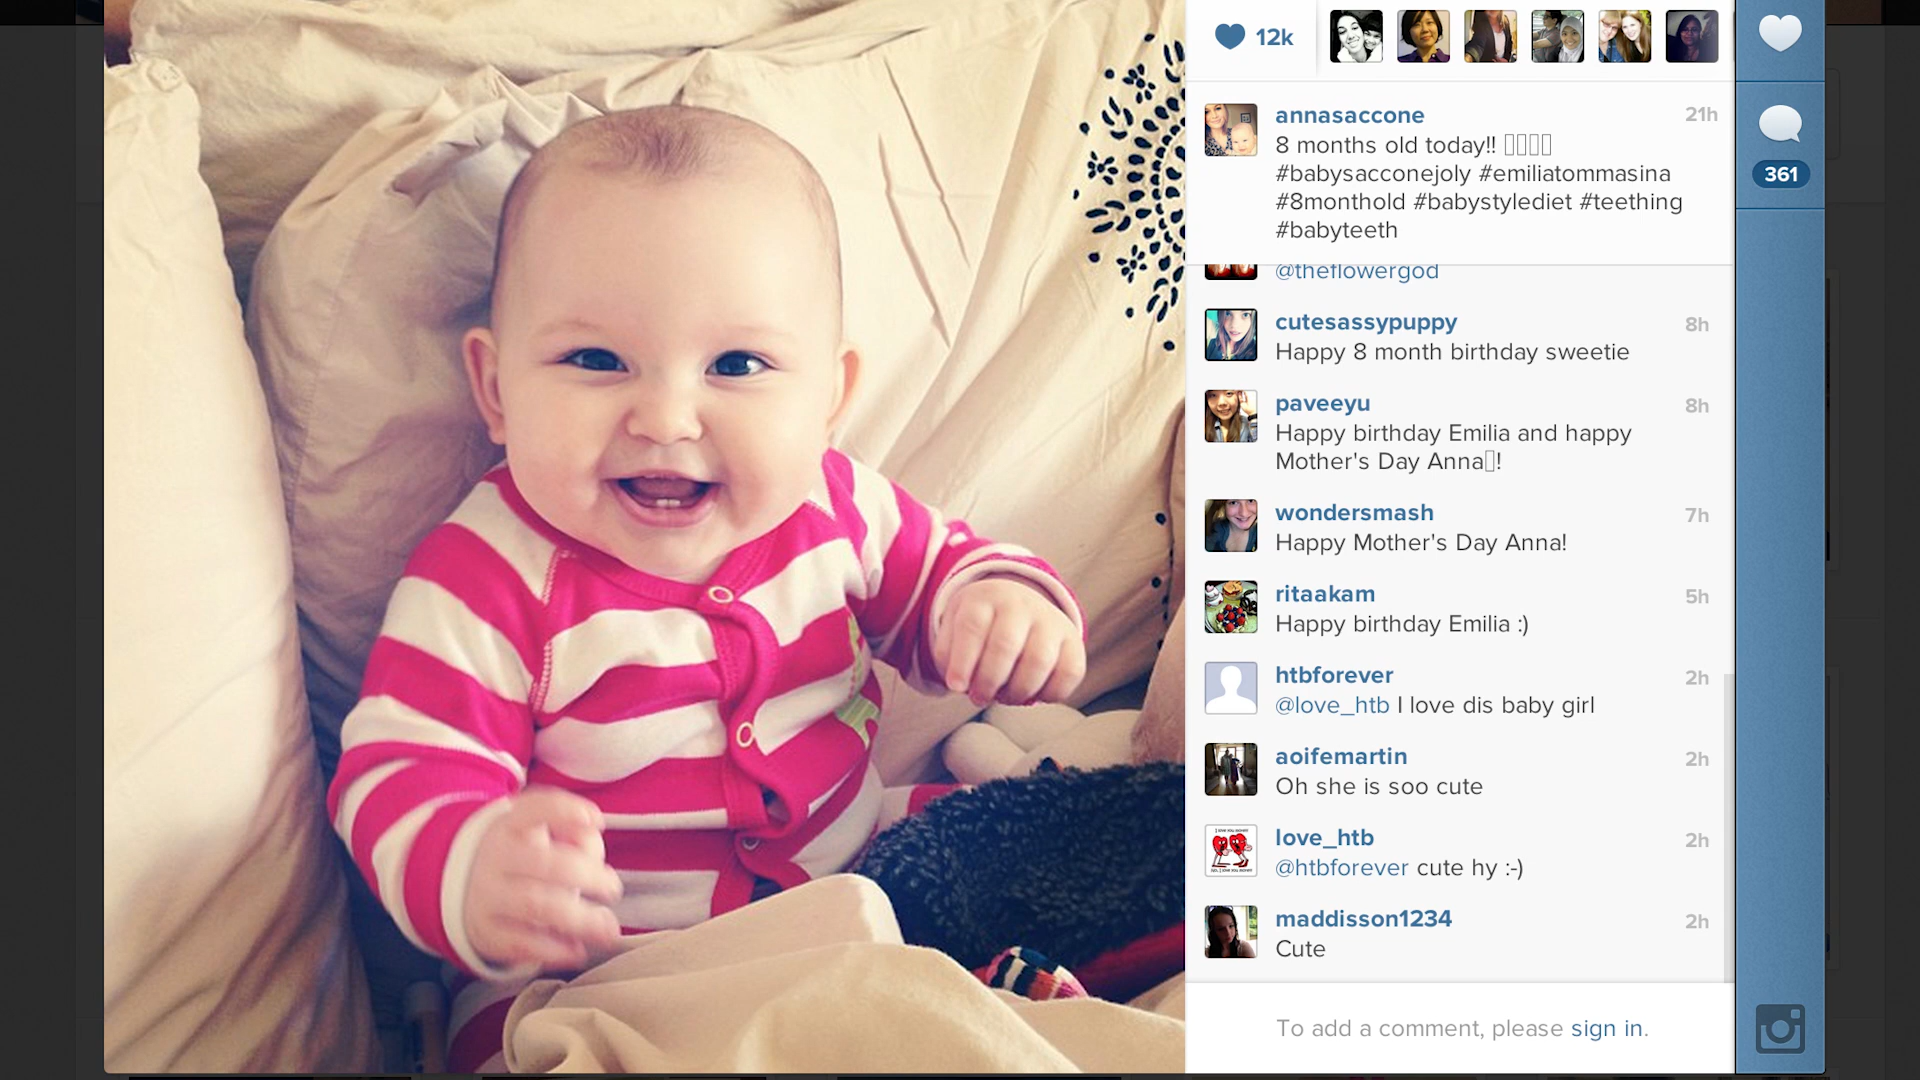 12k
annasaccone 21h
8 months old today!!
#babysacconejoly #emiliatommasina
#8monthold #babystylediet #teething
#babyteeth
361
@theflowergod
cutesassypuppy 8h
Happy 8 month birthday sweetie
paveeyu 8h
Happy birthday Emilia and happy
Mother's Day Anna!
wondersmash 7h
Happy Mother's Day Anna!
ritaakam 5h
Happy birthday Emilia :)
htbforever 2h
@love_htb I love dis baby girl
aoifemartin 2h
Oh she is soo cute
love_htb 2h
@htbforever cute hy :-)
maddisson1234 2h
Cute
To add a comment, please sign in.